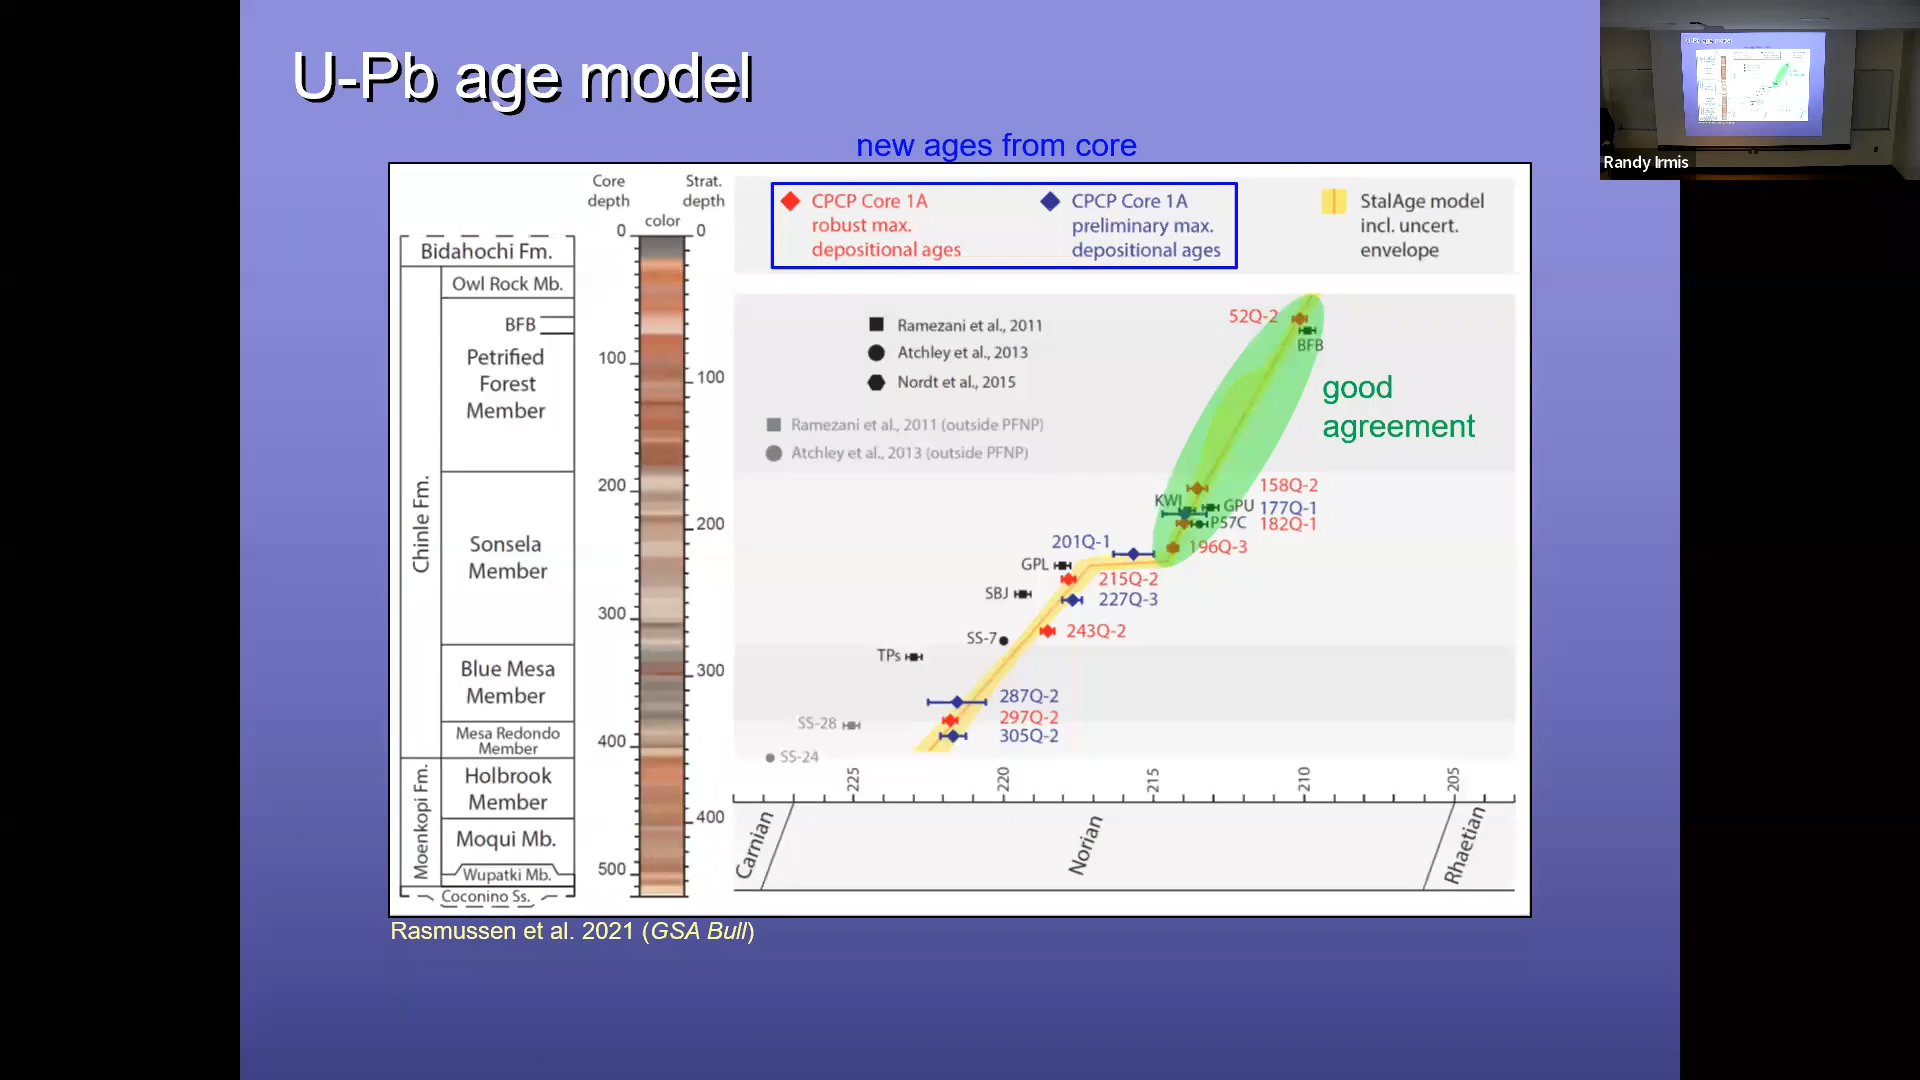 U-Pb age model
U-Pb age model
Randy Irmis
new ages from core
Core depth
color
Strat. depth
CPCP Core 1A
robust max.
depositional ages
CPCP Core 1A
preliminary max.
depositional ages
StalAge model
incl. uncert.
envelope
Bidahochi Fm.
Owl Rock Mb.
BFB
Petrified
Forest
Member
Chinle Fm.
Sonsela
Member
Blue Mesa
Member
Mesa Redondo
Member
Moenkopi Fm.
Holbrook
Member
Moqui Mb.
Wupatki Mb.
Coconino Ss.
0
100
200
300
400
500
0
100
200
300
400
Ramezani et al., 2011
Atchley et al., 2013
Nordt et al., 2015
Ramezani et al., 2011 (outside PFNP)
Atchley et al., 2013 (outside PFNP)
52Q-2
BFB
good
agreement
158Q-2
KWI
GPU
177Q-1
P57C
182Q-1
196Q-3
201Q-1
GPL
215Q-2
SBJ
227Q-3
243Q-2
SS-7
TPs
287Q-2
297Q-2
SS-28
305Q-2
SS-24
225
220
215
210
205
Carnian
Norian
Rhaetian
Rasmussen et al. 2021 (GSA Bull)